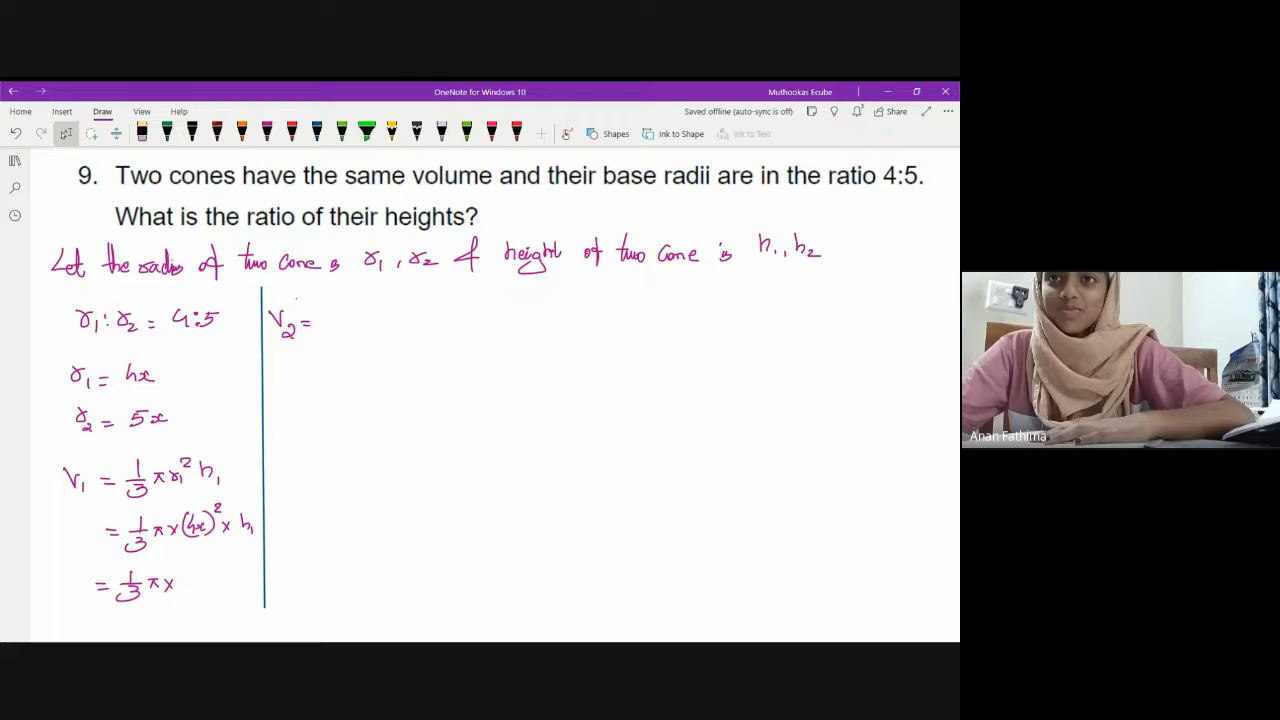 OneNote for Windows 10
Muthookas Ecube
Home Insert Draw View Help
Saved offline (auto-sync is off)
Share
Shapes
Ink to Shape
Ink to Text
9. Two cones have the same volume and their base radii are in the ratio 4:5.
What is the ratio of their heights?
Let the radius of two cone is r₁, r₂ & height of two cone is h₁, h₂
r₁ : r₂ = 4:5
r₁ = 4x
r₂ = 5x
V₁ = 1/3 πr₁² h₁
= 1/3 π × (4x)² × h₁
= 1/3 π ×
V₂ =
Anan Fathima